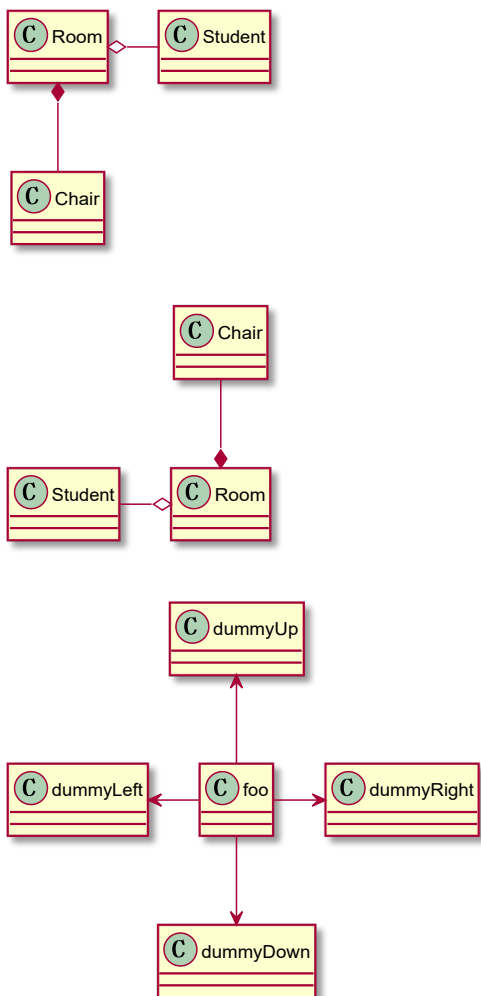 C Room
C Student
C Chair
C Chair
C Student
C Room
C dummyUp
C dummyLeft
C foo
C dummyRight
C dummyDown